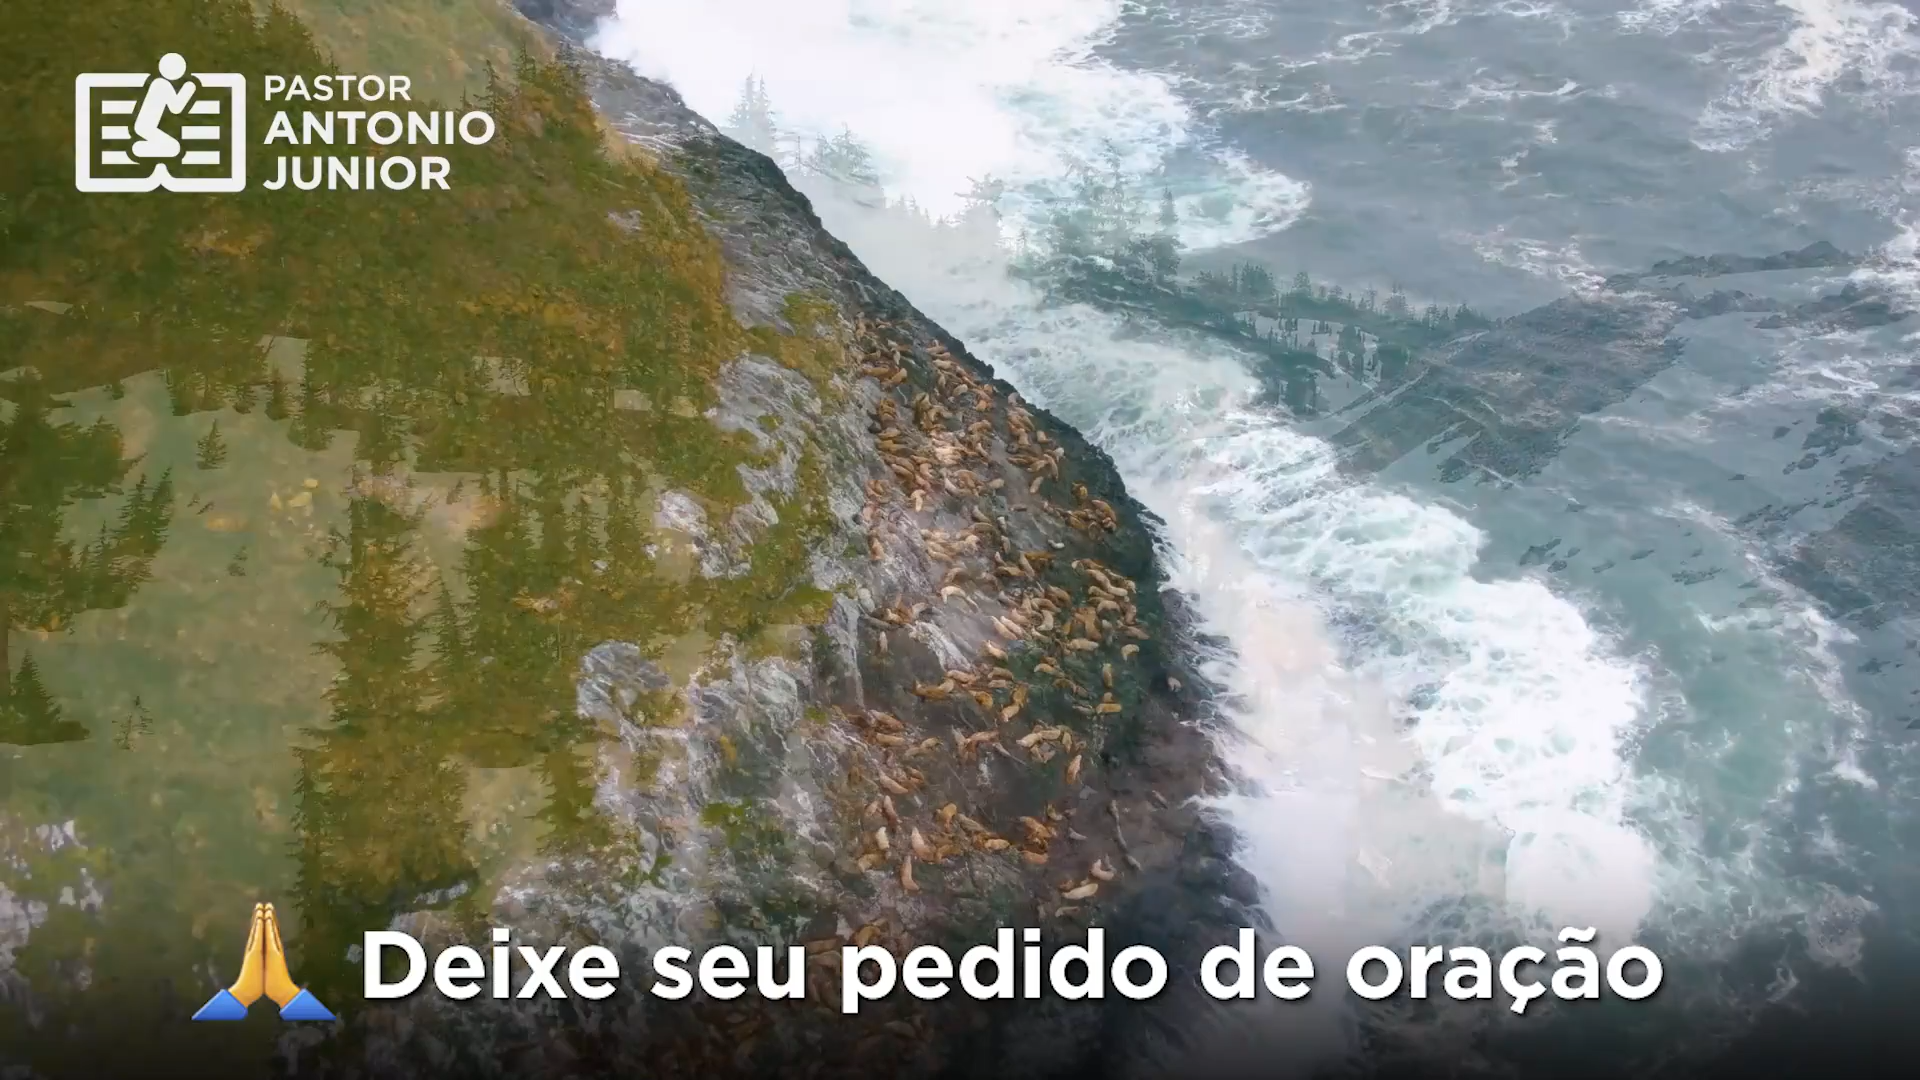 PASTOR
ANTONIO
JUNIOR
🙏 Deixe seu pedido de oração